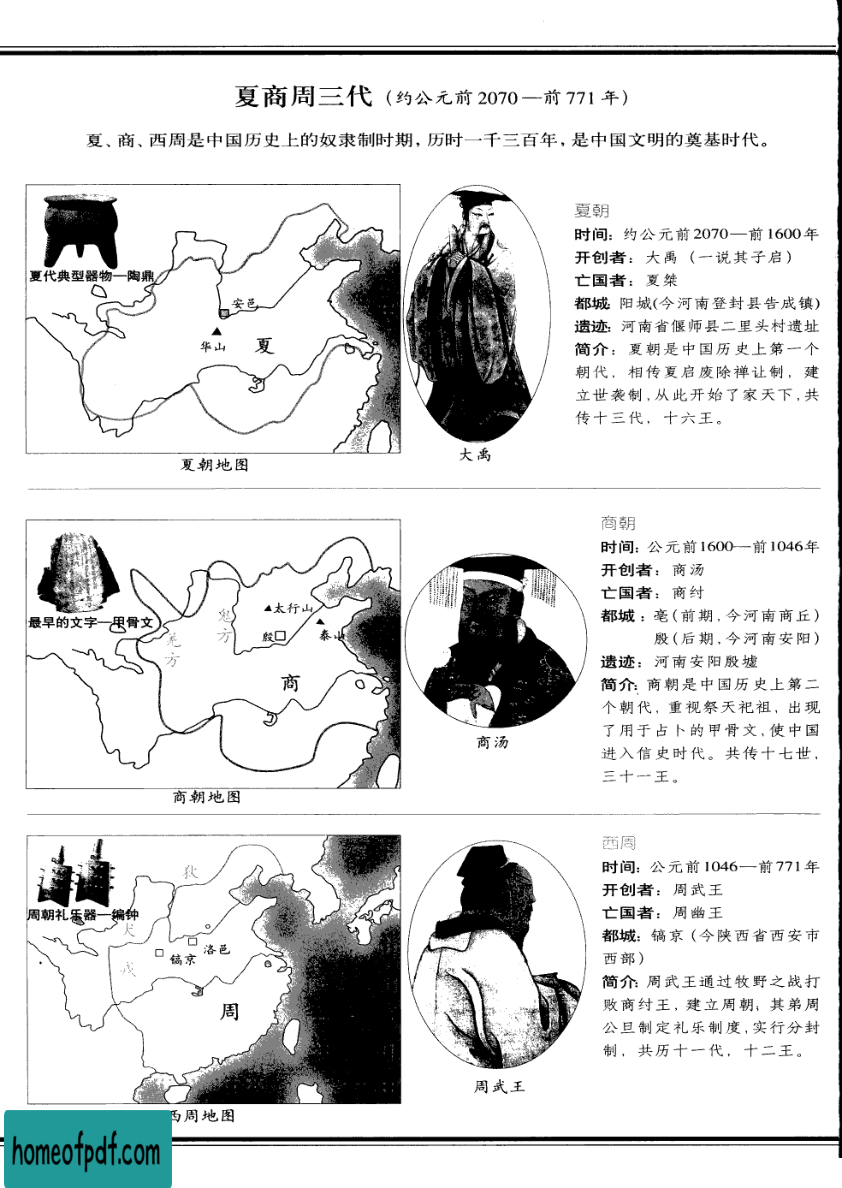 夏商周三代(约公元前2070—前771年)
夏、商、西周是中国历史上的奴隶制时期,历时一千三百年,是中国文明的奠基时代。
夏代典型器物—陶鼎
安邑
华山
夏
夏朝地图
大禹
夏朝
时间:约公元前2070—前1600年
开创者:大禹(一说其子启)
亡国者:夏桀
都城:阳城(今河南登封县告成镇)
遗迹:河南省偃师县二里头村遗址
简介:夏朝是中国历史上第一个
朝代,相传夏启废除禅让制,建
立世袭制,从此开始了家天下,共
传十三代,十六王。
最早的文字—甲骨文
羌方
鬼方
太行山
殷
泰山
商
商朝地图
商汤
商朝
时间:公元前1600—前1046年
开创者:商汤
亡国者:商纣
都城:亳(前期,今河南商丘)
殷(后期,今河南安阳)
遗迹:河南安阳殷墟
简介:商朝是中国历史上第二
个朝代,重视祭天祀祖,出现
了用于占卜的甲骨文,使中国
进入信史时代。共传十七世,
三十一王。
周朝礼乐器—编钟
狄
犬戎
镐京
洛邑
周
西周地图
周武王
西周
时间:公元前1046—前771年
开创者:周武王
亡国者:周幽王
都城:镐京(今陕西省西安市
西部)
简介:周武王通过牧野之战打
败商纣王,建立周朝;其弟周
公旦制定礼乐制度,实行分封
制,共历十一代,十二王。
homeofpdf.com